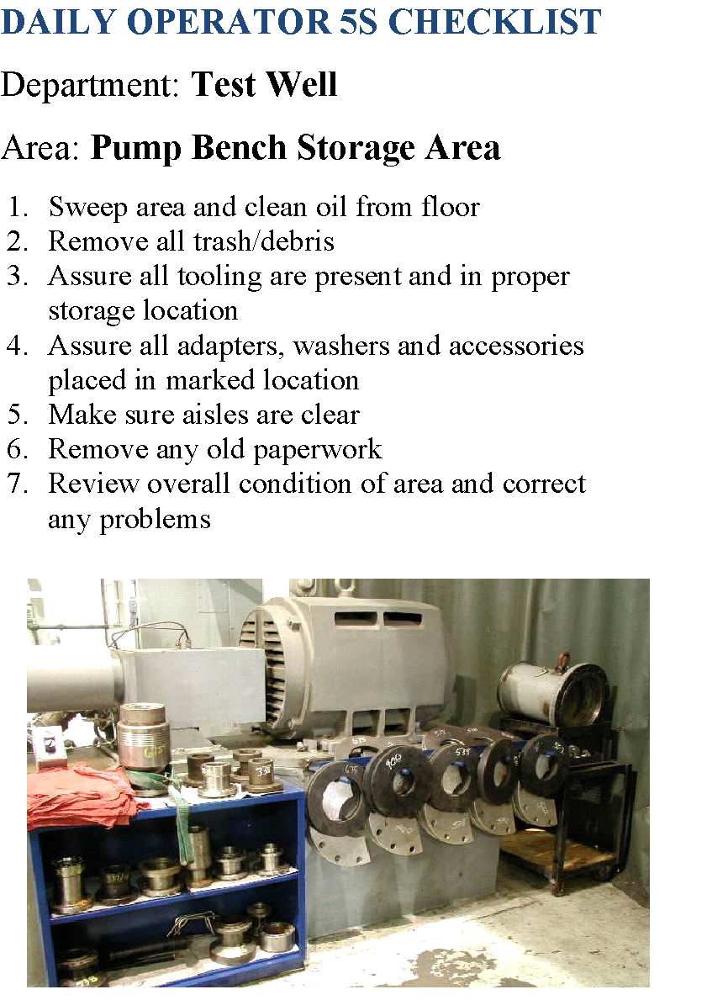 DAILY OPERATOR 5S CHECKLIST
Department: Test Well
Area: Pump Bench Storage Area
1. Sweep area and clean oil from floor
2. Remove all trash/debris
3. Assure all tooling are present and in proper
storage location
4. Assure all adapters, washers and accessories
placed in marked location
5. Make sure aisles are clear
6. Remove any old paperwork
7. Review overall condition of area and correct
any problems
675
338
675
400
538